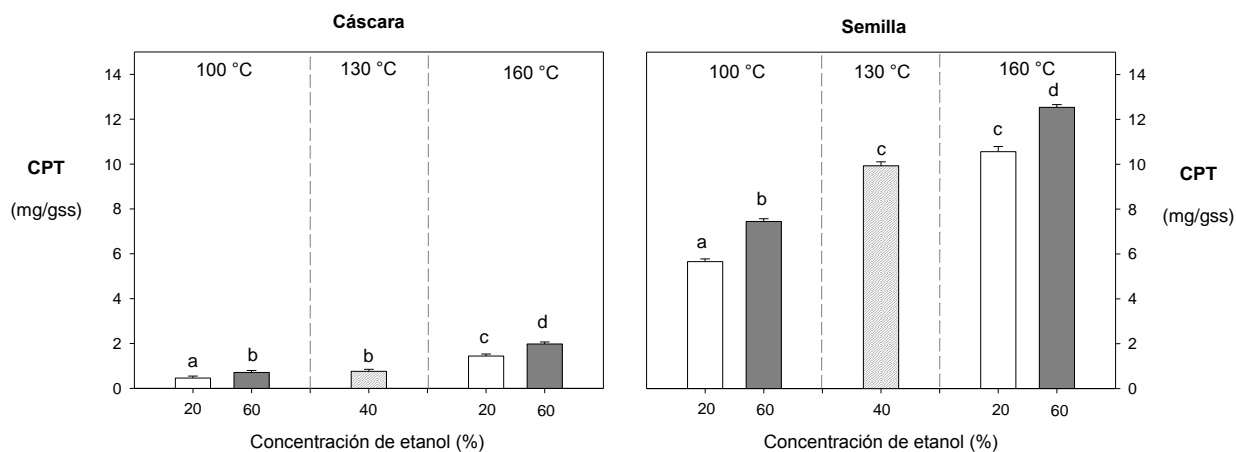 Cáscara
100 °C 130 °C 160 °C
14
12
10
8
6
4
2
0
CPT
(mg/gss)
a b b c d
20 60 40 20 60
Concentración de etanol (%)
Semilla
100 °C 130 °C 160 °C
a b c c d
14
12
10
8
6
4
2
0
CPT
(mg/gss)
20 60 40 20 60
Concentración de etanol (%)